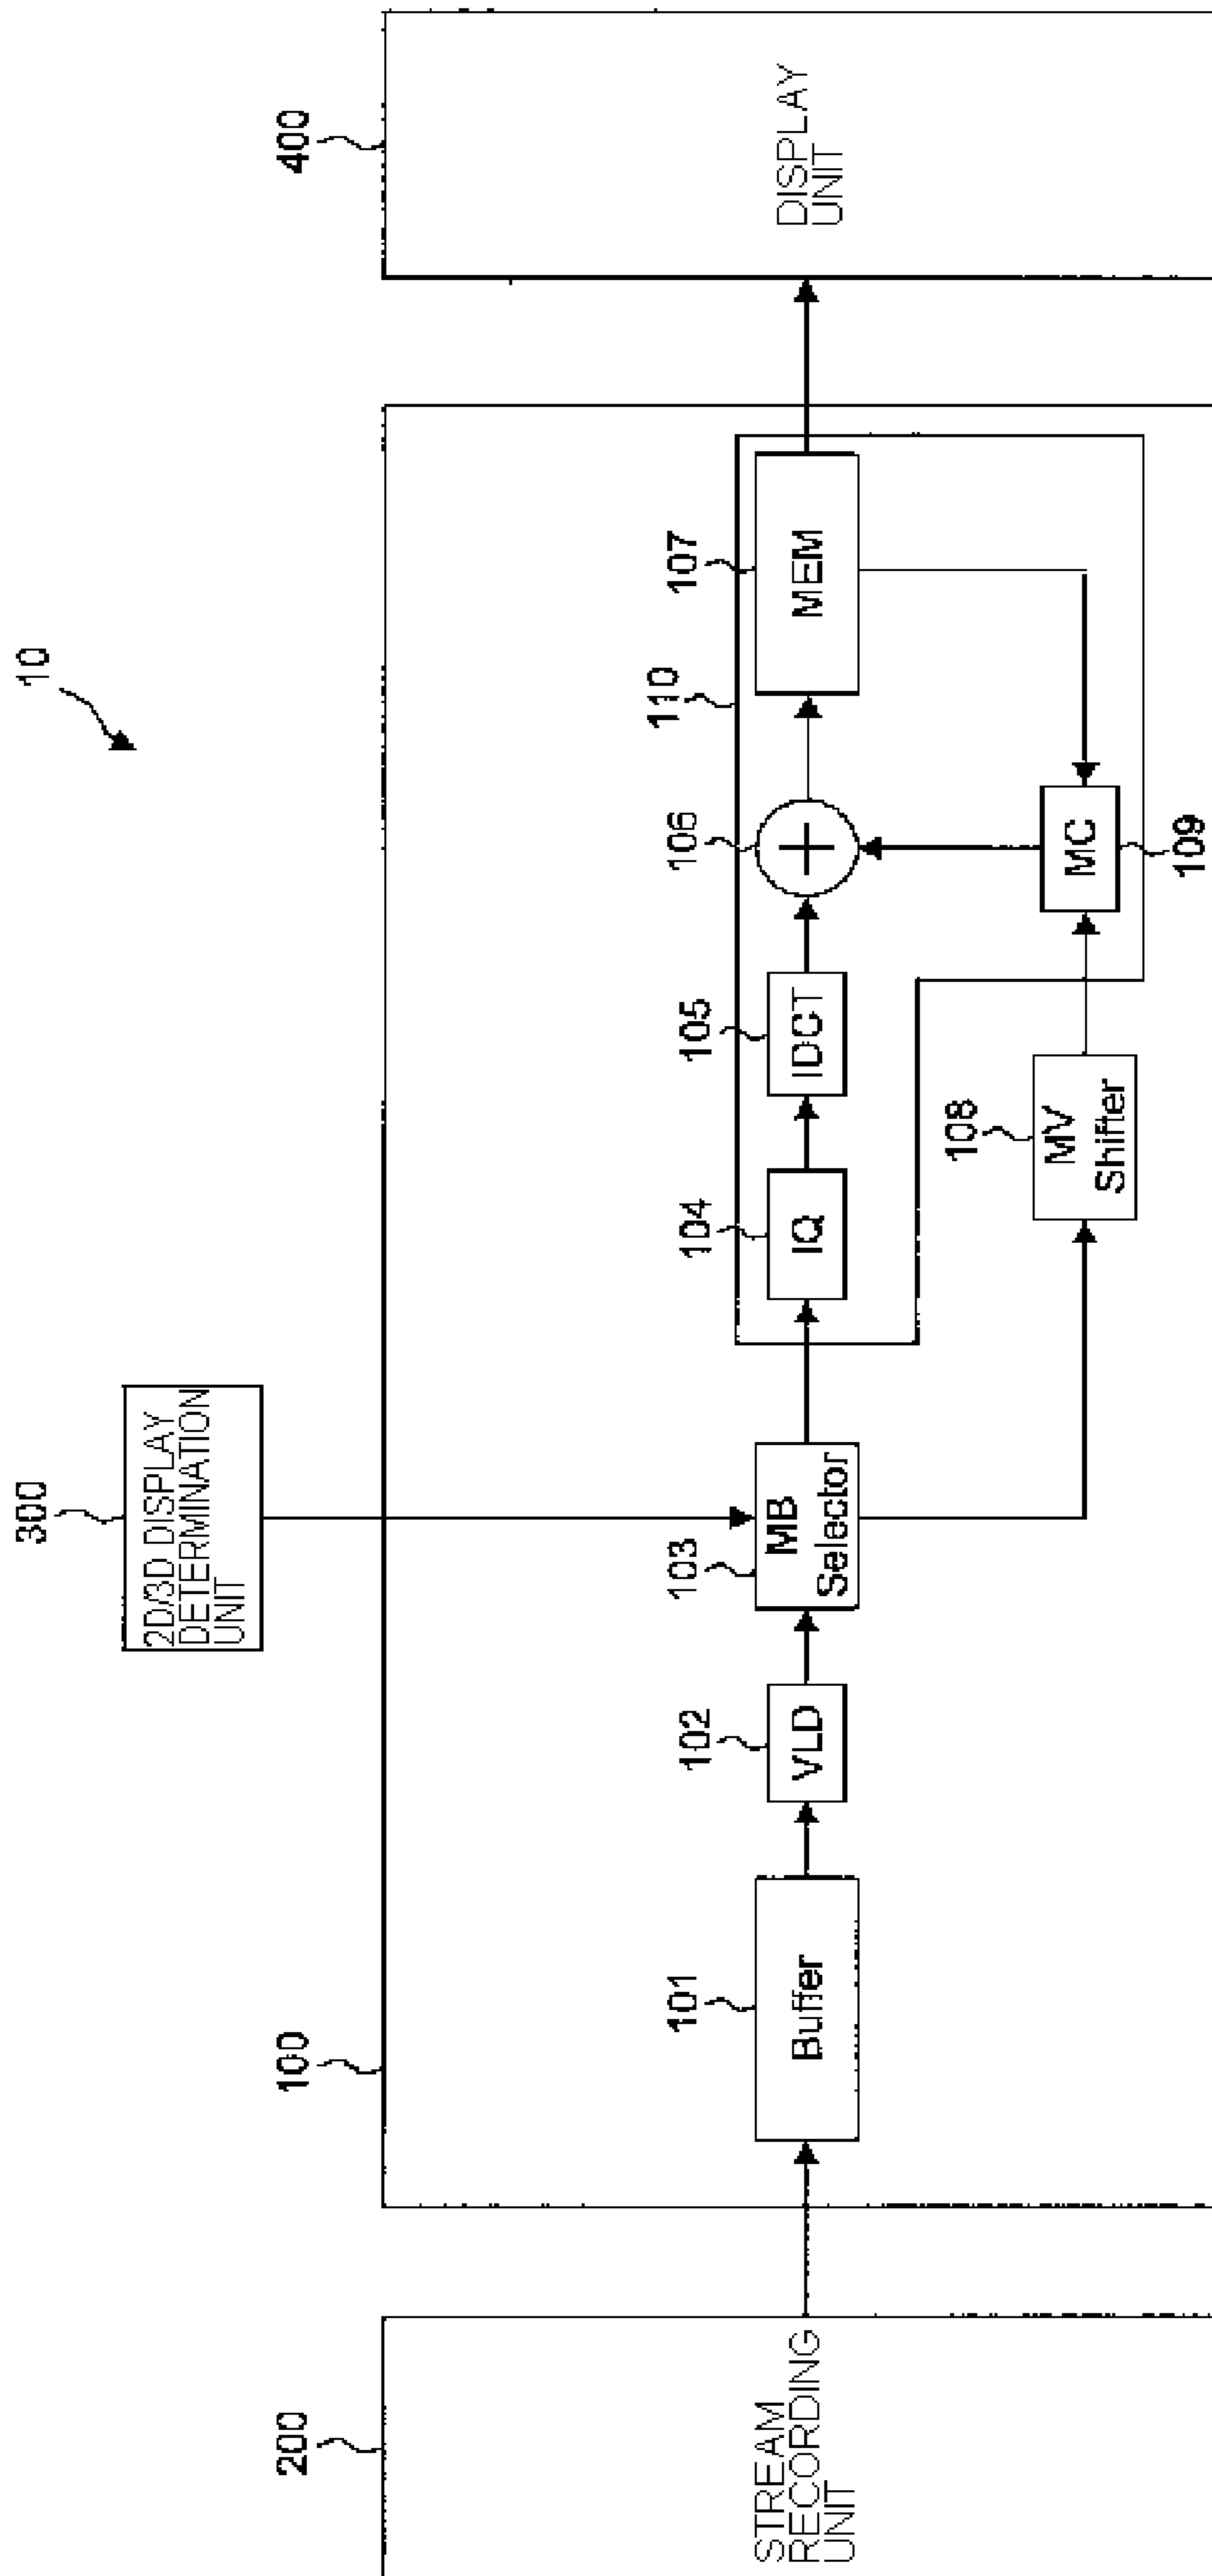 10
300
2D/3D DISPLAY
DETERMINATION
UNIT
200
100
400
STREAM
RECORDING
UNIT
101
Buffer
102
VLD
103
MB
Selector
104
IQ
105
IDCT
106
+
110
107
MEM
108
MV
Shifter
MC
109
DISPLAY
UNIT